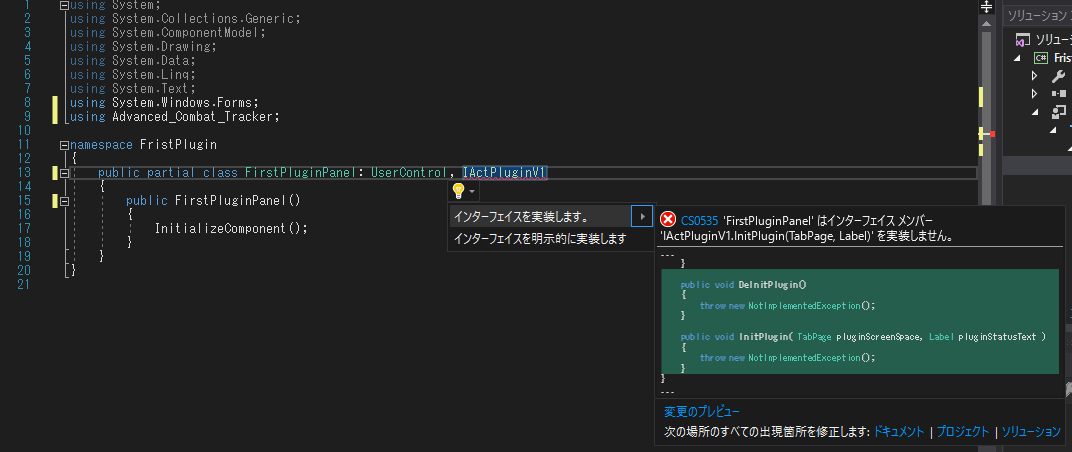 1 using System;
2 using System.Collections.Generic;
3 using System.ComponentModel;
4 using System.Drawing;
5 using System.Data;
6 using System.Linq;
7 using System.Text;
8 using System.Windows.Forms;
9 using Advanced_Combat_Tracker;
10
11 namespace FristPlugin
12 {
13 public partial class FirstPluginPanel: UserControl, IActPluginV1
14 {
15 public FirstPluginPanel()
16 {
17 InitializeComponent();
18 }
19 }
20 }
21
インターフェイスを実装します。
インターフェイスを明示的に実装します
CS0535 'FirstPluginPanel' はインターフェイス メンバー
'IActPluginV1.InitPlugin(TabPage, Label)' を実装しません。
---
}
public void DeInitPlugin()
{
throw new NotImplementedException();
}
public void InitPlugin( TabPage pluginScreenSpace, Label pluginStatusText )
{
throw new NotImplementedException();
}
}
---
変更のプレビュー
次の場所のすべての出現箇所を修正します: ドキュメント | プロジェクト | ソリューション
ソリューション
ソリューシ
C# Fris